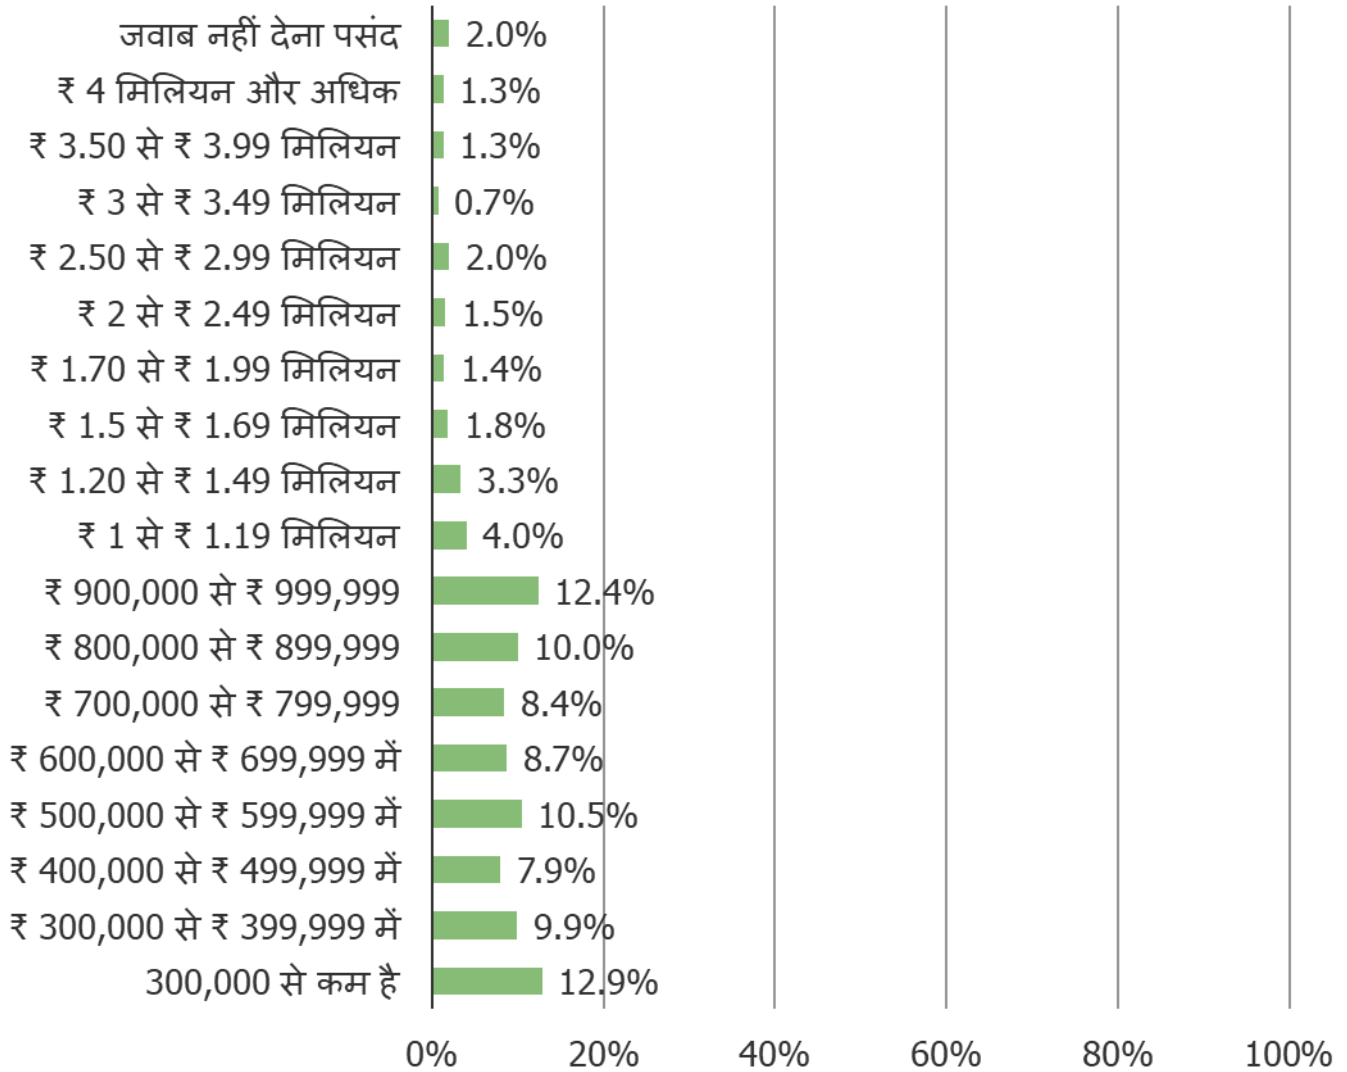 जवाब नहीं देना पसंद 2.0%
₹ 4 मिलियन और अधिक 1.3%
₹ 3.50 से ₹ 3.99 मिलियन 1.3%
₹ 3 से ₹ 3.49 मिलियन 0.7%
₹ 2.50 से ₹ 2.99 मिलियन 2.0%
₹ 2 से ₹ 2.49 मिलियन 1.5%
₹ 1.70 से ₹ 1.99 मिलियन 1.4%
₹ 1.5 से ₹ 1.69 मिलियन 1.8%
₹ 1.20 से ₹ 1.49 मिलियन 3.3%
₹ 1 से ₹ 1.19 मिलियन 4.0%
₹ 900,000 से ₹ 999,999 12.4%
₹ 800,000 से ₹ 899,999 10.0%
₹ 700,000 से ₹ 799,999 8.4%
₹ 600,000 से ₹ 699,999 में 8.7%
₹ 500,000 से ₹ 599,999 में 10.5%
₹ 400,000 से ₹ 499,999 में 7.9%
₹ 300,000 से ₹ 399,999 में 9.9%
300,000 से कम है 12.9%
0% 20% 40% 60% 80% 100%